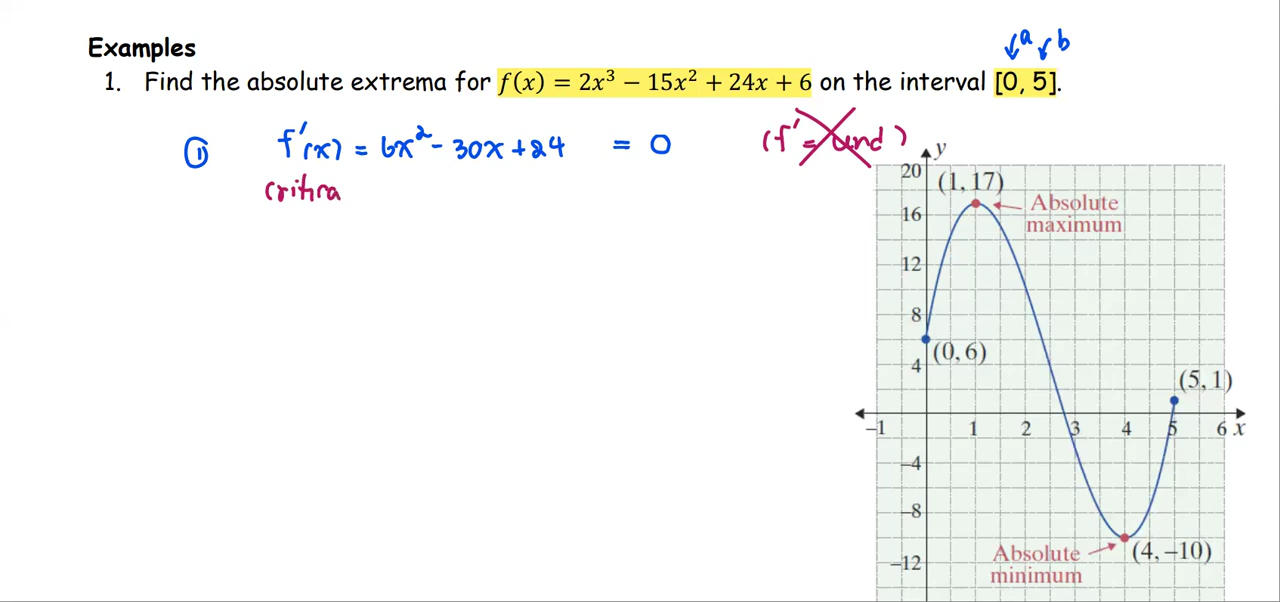 Examples
a b
1. Find the absolute extrema for f(x) = 2x³ − 15x² + 24x + 6 on the interval [0, 5].
① f'(x) = 6x² - 30x + 24 = 0 (f' = und)
critica
y
20
(1, 17)
Absolute
maximum
16
12
8
(0, 6)
4
(5, 1)
−1 1 2 3 4 5 6 x
−4
−8
Absolute
minimum
(4, −10)
−12